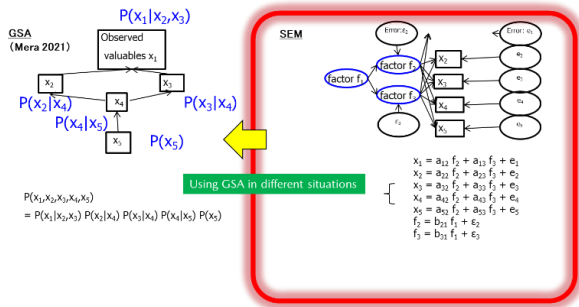 GSA
(Mera 2021)
P(x₁|x₂,x₃)
Observed
valuables x₁
x₂
x₃
P(x₂|x₄)
x₄
P(x₃|x₄)
P(x₄|x₅)
x₅
P(x₅)
P(x₁,x₂,x₃,x₄,x₅)
= P(x₁|x₂,x₃) P(x₂|x₄) P(x₃|x₄) P(x₄|x₅) P(x₅)
Using GSA in different situations
SEM
Error:ε₂
Error: e₁
factor f₂
x₂
e₂
factor f₁
x₃
e₃
factor f₃
x₄
e₄
x₅
x₁ = a₁₂ f₂ + a₁₃ f₃ + e₁
x₂ = a₂₂ f₂ + a₂₃ f₃ + e₂
x₃ = a₃₂ f₂ + a₃₃ f₃ + e₃
x₄ = a₄₂ f₂ + a₄₃ f₃ + e₄
x₅ = a₅₂ f₂ + a₅₃ f₃ + e₅
f₂ = b₂₁ f₁ + ε₂
f₃ = b₃₁ f₁ + ε₃